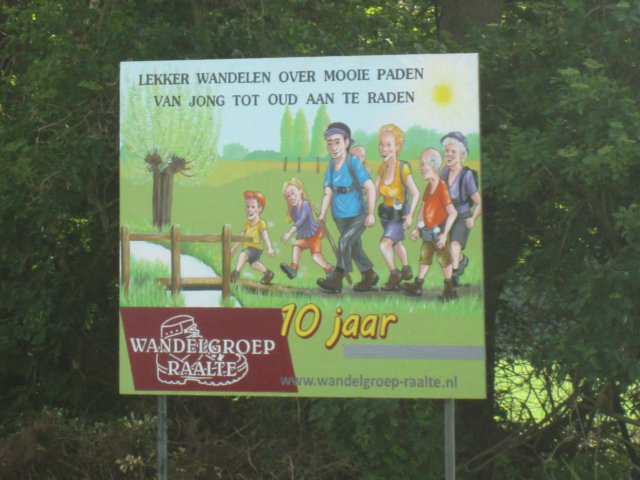 LEKKER WANDELEN OVER MOOIE PADEN
VAN JONG TOT OUD AAN TE RADEN
10 jaar
WANDELGROEP
RAALTE
www.wandelgroep-raalte.nl